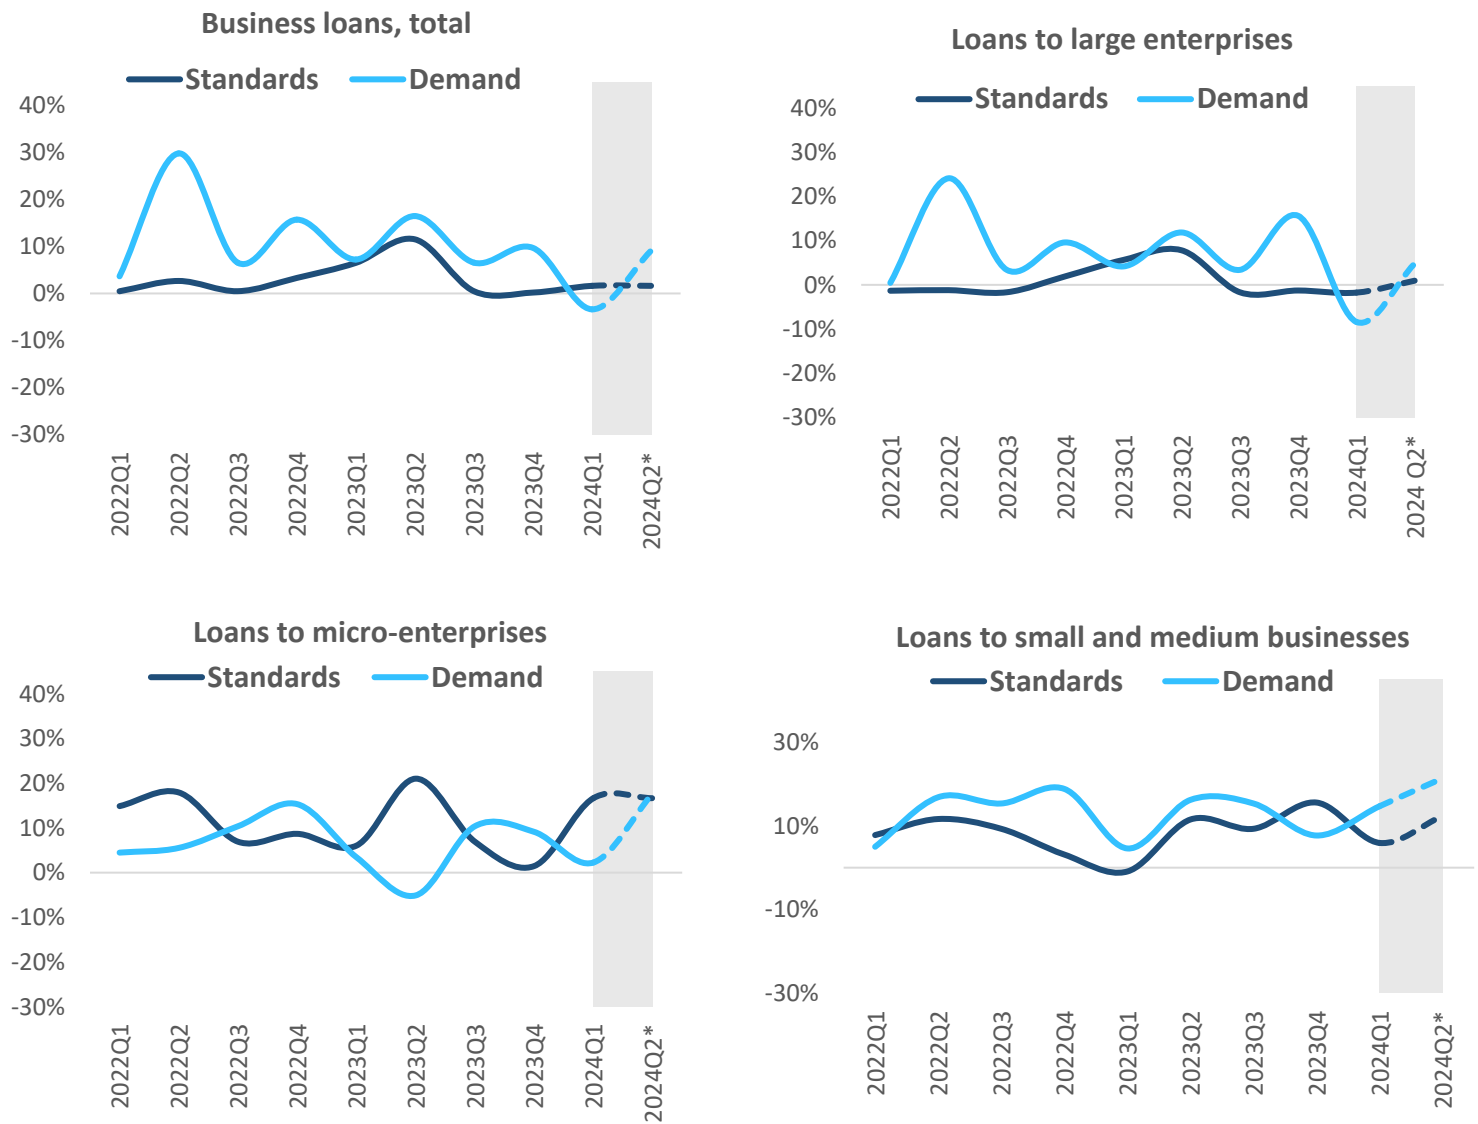 Business loans, total
Standards Demand
40%
30%
20%
10%
0%
-10%
-20%
-30%
2022Q1
2022Q2
2022Q3
2022Q4
2023Q1
2023Q2
2023Q3
2023Q4
2024Q1
2024Q2*
Loans to large enterprises
Standards Demand
40%
30%
20%
10%
0%
-10%
-20%
-30%
2022Q1
2022Q2
2022Q3
2022Q4
2023Q1
2023Q2
2023Q3
2023Q4
2024Q1
2024 Q2*
Loans to micro-enterprises
Standards Demand
40%
30%
20%
10%
0%
-10%
-20%
-30%
2022Q1
2022Q2
2022Q3
2022Q4
2023Q1
2023Q2
2023Q3
2023Q4
2024Q1
2024Q2*
Loans to small and medium businesses
Standards Demand
30%
10%
-10%
-30%
2022Q1
2022Q2
2022Q3
2022Q4
2023Q1
2023Q2
2023Q3
2023Q4
2024Q1
2024Q2*